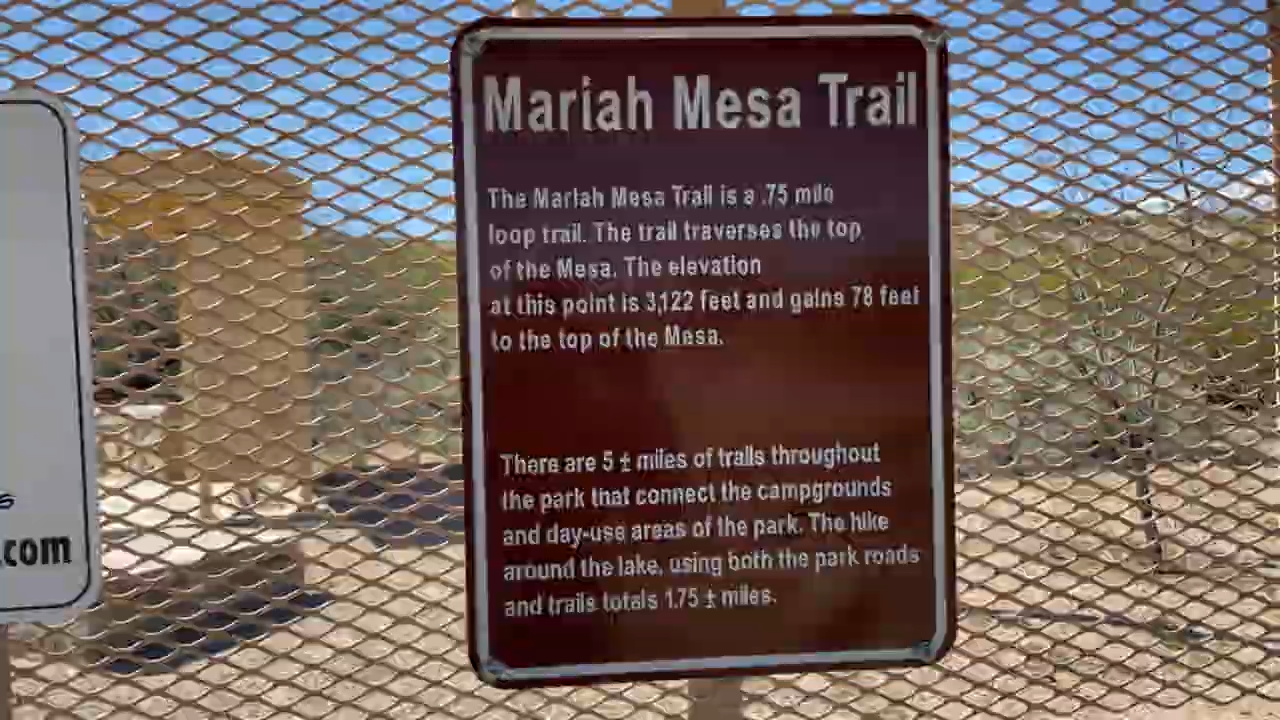 Mariah Mesa Trail
The Mariah Mesa Trail is a .75 mile
loop trail. The trail traverses the top
of the Mesa. The elevation
at this point is 3,122 feet and gains 78 feet
to the top of the Mesa.
There are 5 ± miles of trails throughout
the park that connect the campgrounds
and day-use areas of the park. The hike
around the lake, using both the park roads
and trails totals 1.75 ± miles.
.com